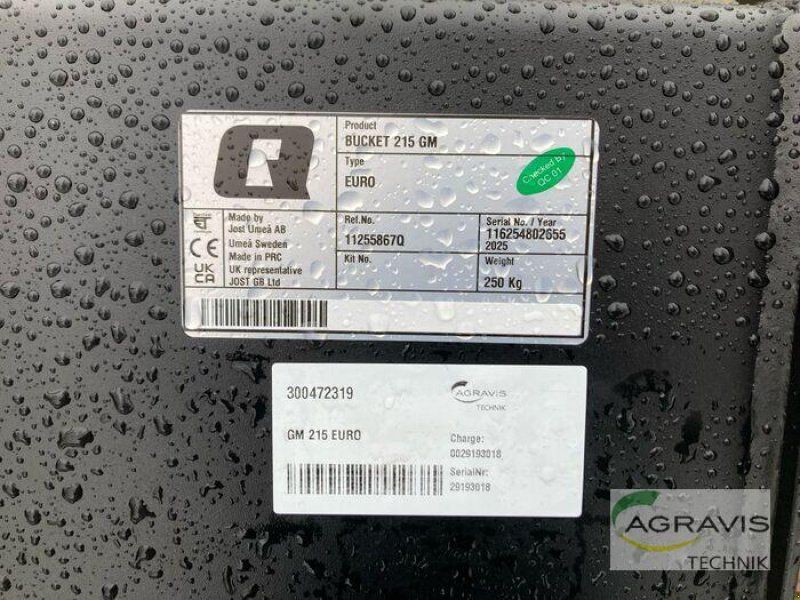 Product
BUCKET 215 GM
Type
EURO
Checked by
QC 01
Made by
Jost Umeå AB
Umeå Sweden
Made in PRC
UK representative
JOST GB Ltd
CE
UK
CA
Ref.No.
11255867Q
Serial No. / Year
116254802655
2025
Kit No.
Weight
250 Kg
300472319
AGRAVIS
TECHNIK
GM 215 EURO
Charge:
0029193018
SerialNr:
29193018
AGRAVIS
TECHNIK